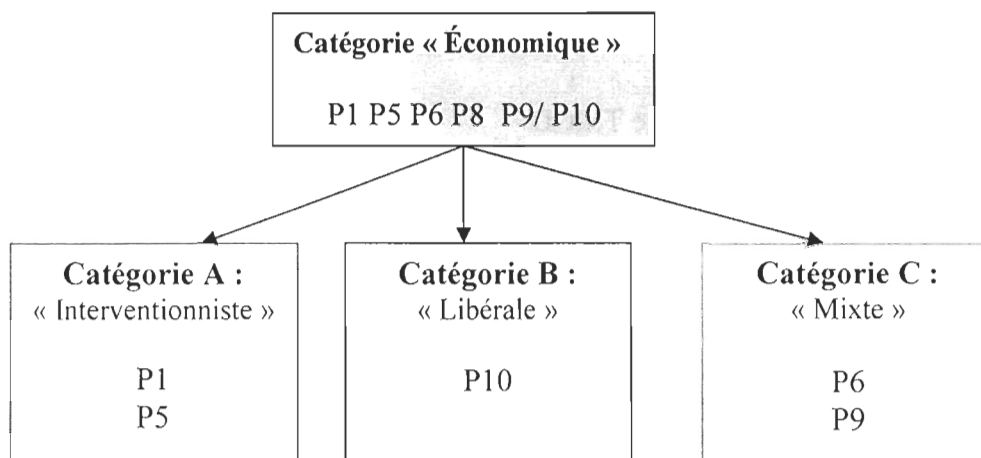 Catégorie « Économique »
P1 P5 P6 P8 P9/ P10
Catégorie A :
« Interventionniste »
P1
P5
Catégorie B :
« Libérale »
P10
Catégorie C :
« Mixte »
P6
P9